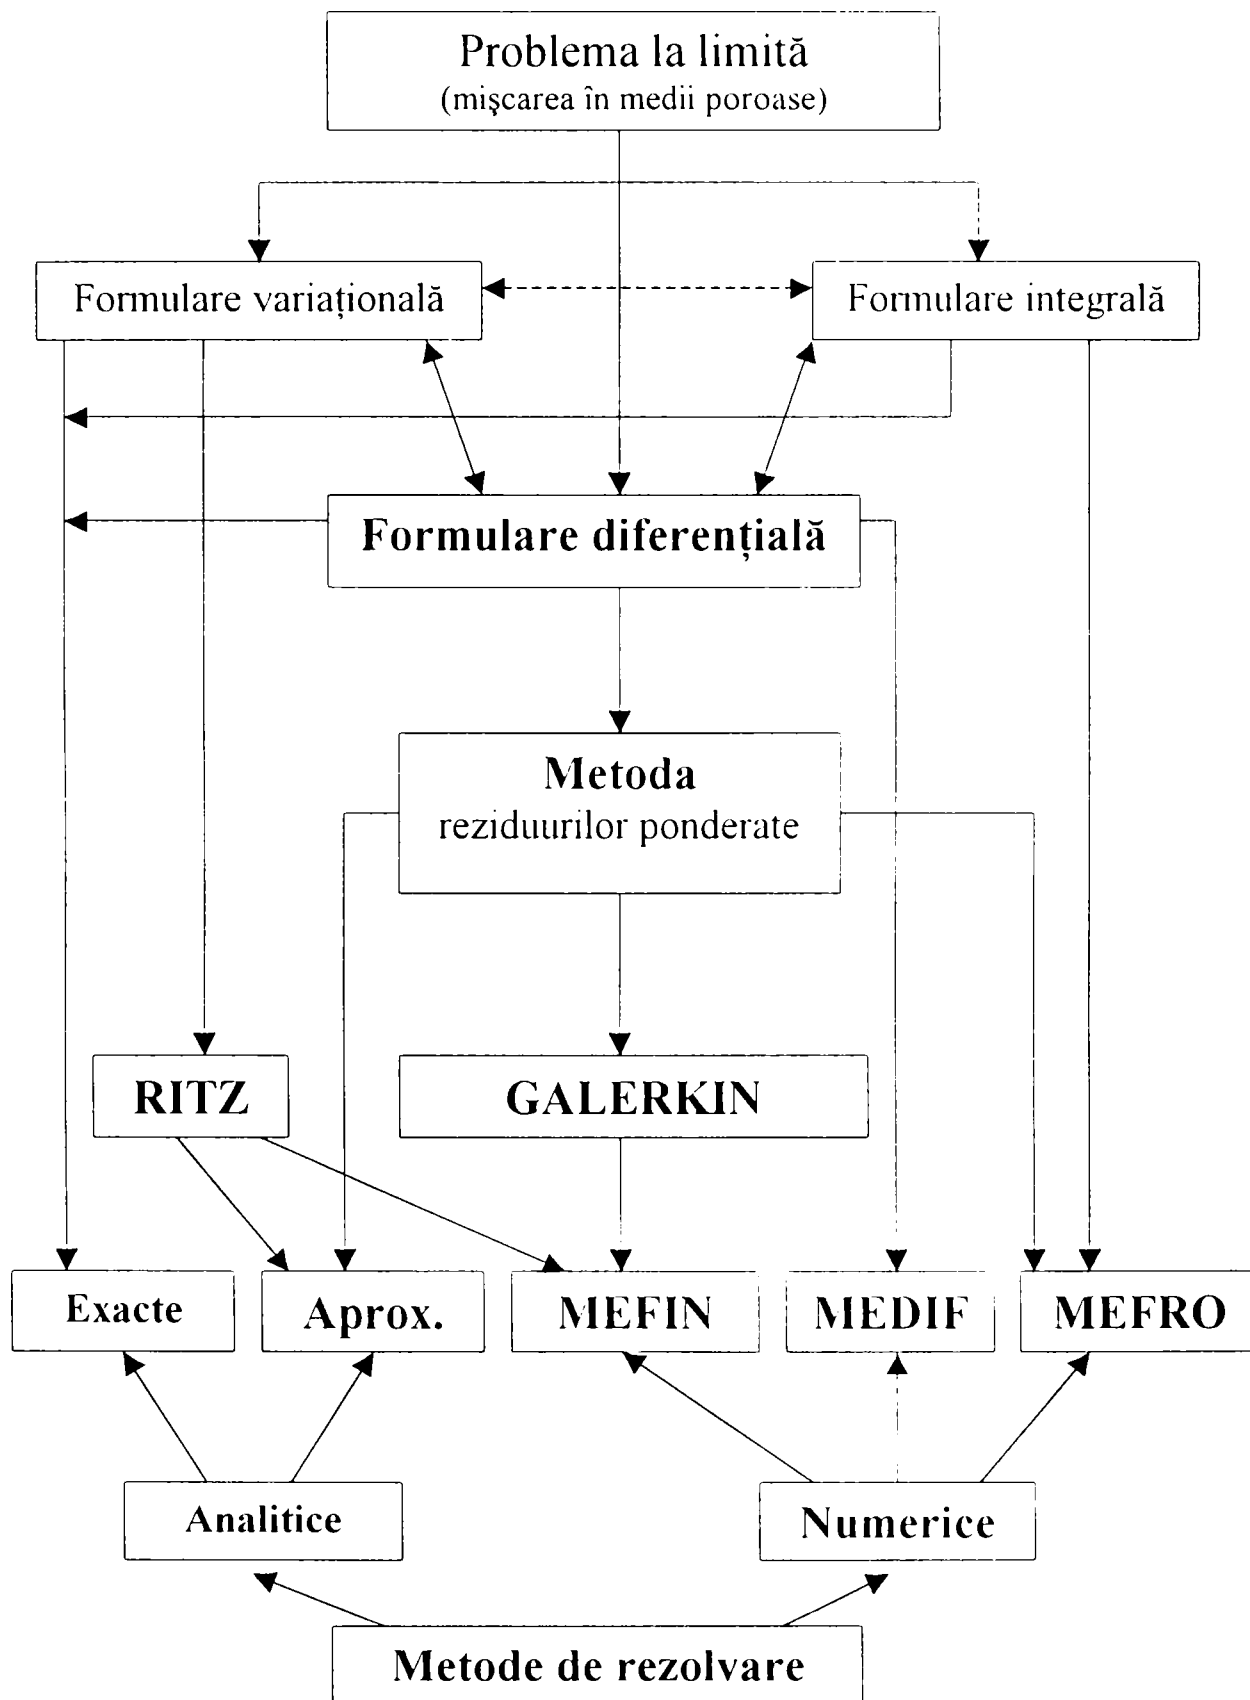 Problema la limită
(mişcarea în medii poroase)
Formulare variațională
Formulare integrală
Formulare diferențială
Metoda
reziduurilor ponderate
RITZ
GALERKIN
Exacte
Aprox.
MEFIN
MEDIF
MEFRO
Analitice
Numerice
Metode de rezolvare